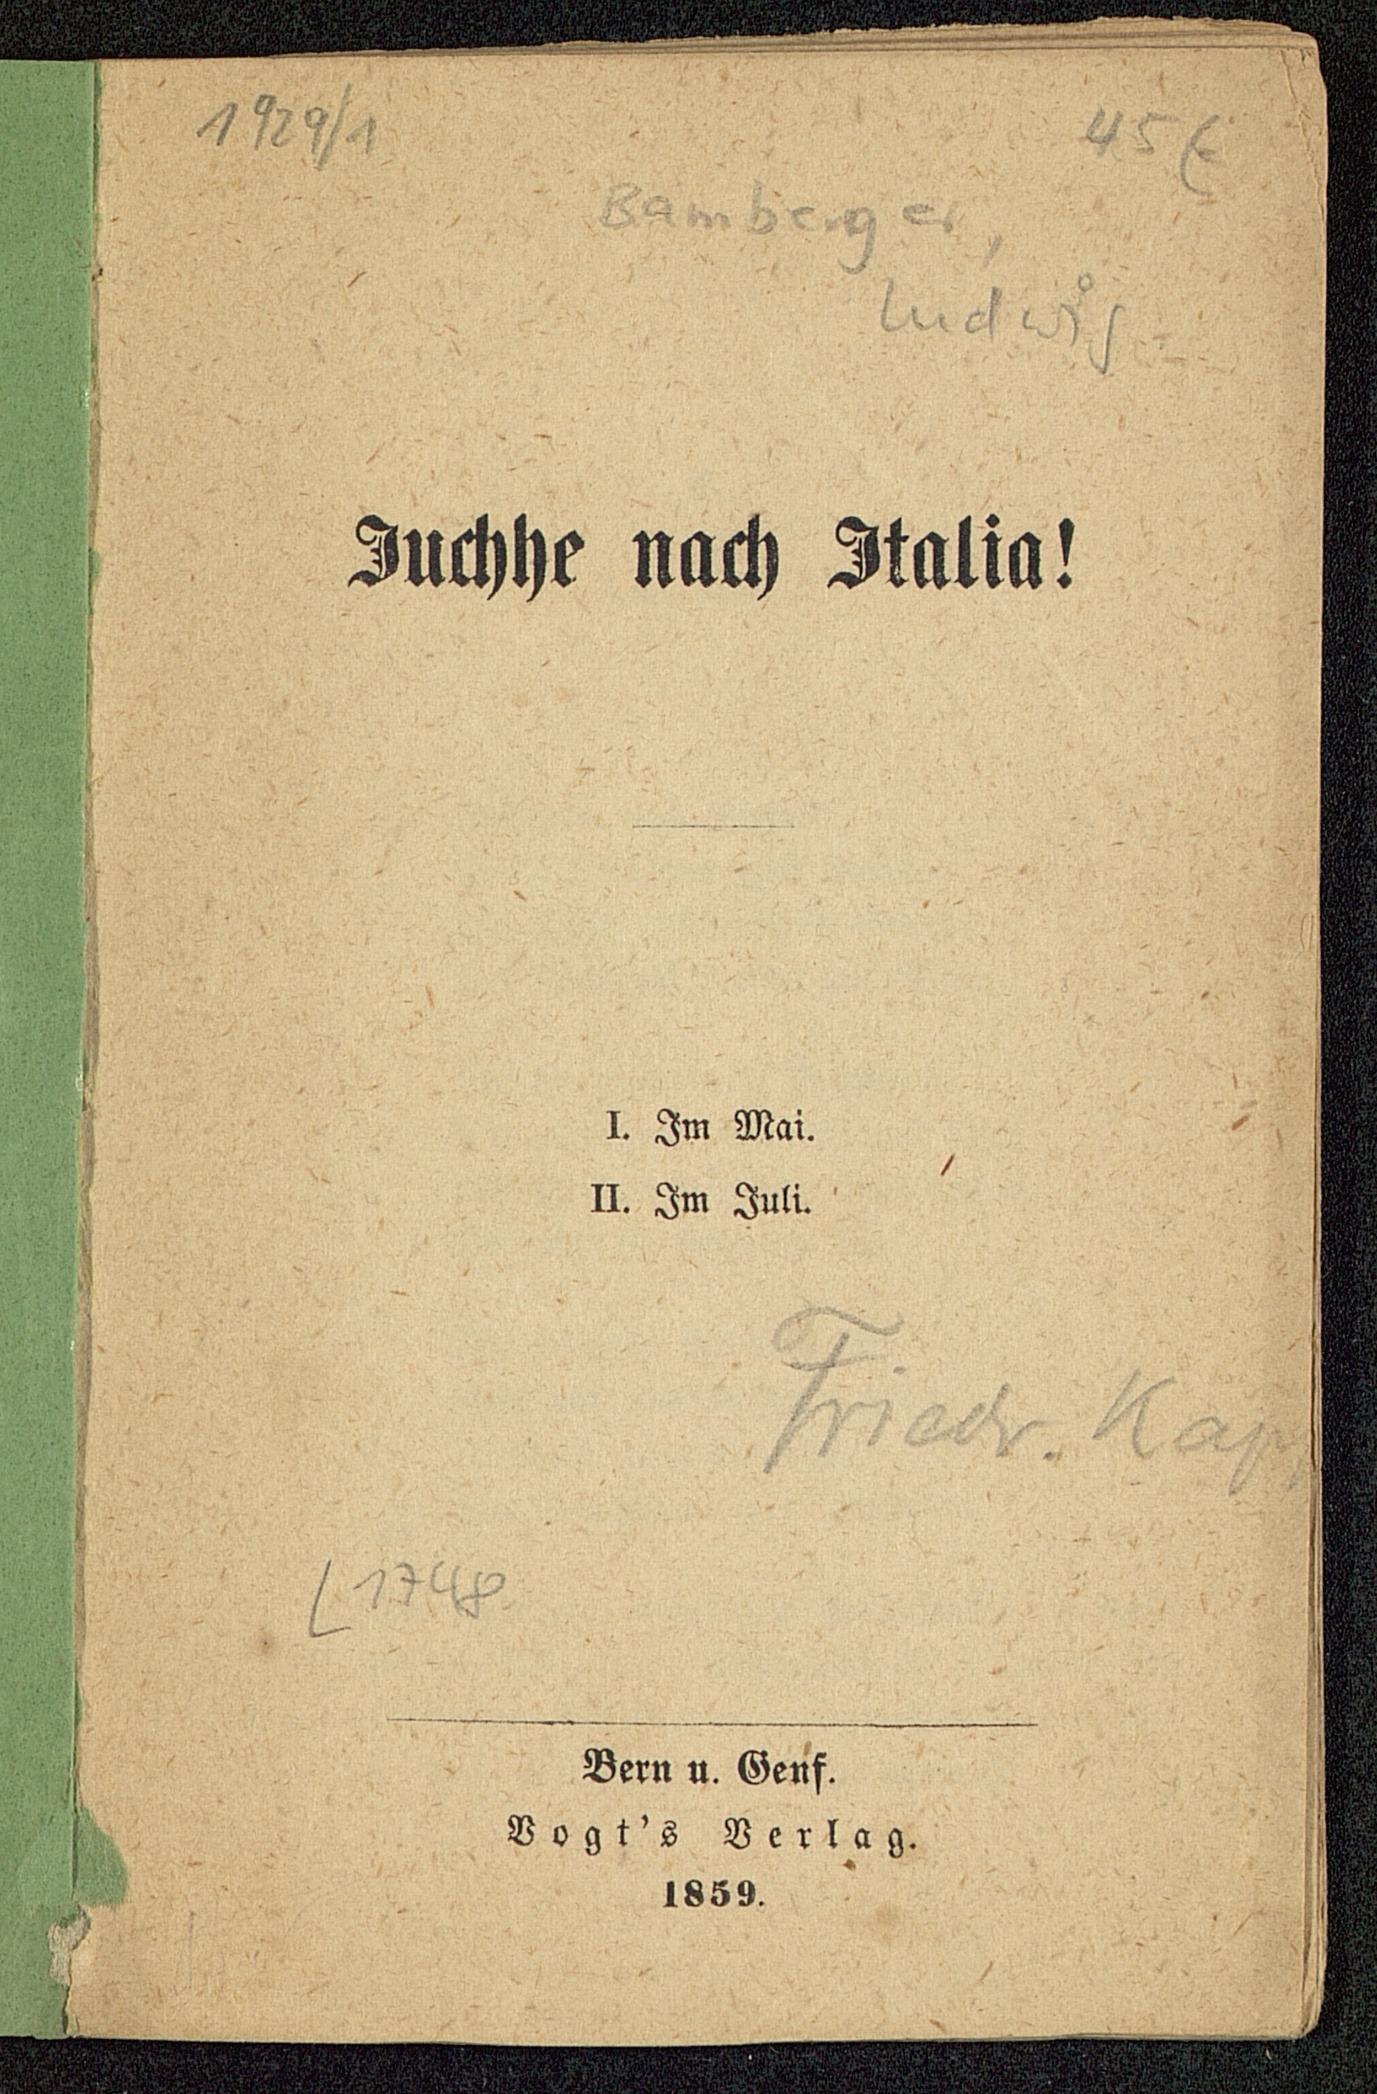 1929/1
45 €
Bamberger,
Ludwig
Juchhe nach Italia!
I. Im Mai.
II. Im Juli.
Friedr. Kapp
L 1748
Bern u. Genf.
Vogt's Verlag.
1859.